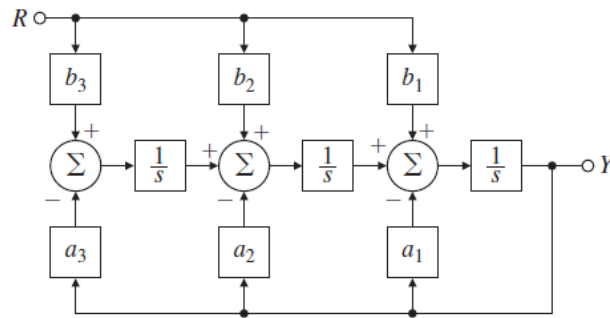 R
b₃ b₂ b₁
+ + +
Σ 1/s + Σ 1/s + Σ 1/s Y
− − −
a₃ a₂ a₁